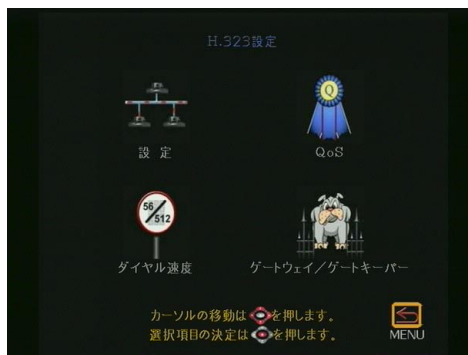 H.323設定
設 定
Q
QoS
56
512
ダイヤル速度
ゲートウェイ／ゲートキーパー
カーソルの移動は を押します。
選択項目の決定は を押します。
MENU